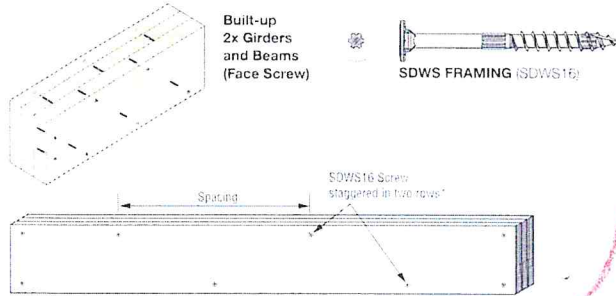 Built-up
2x Girders
and Beams
(Face Screw)
SDWS FRAMING (SDWS16)
Spacing
SDWS16 Screw
staggered in two rows*